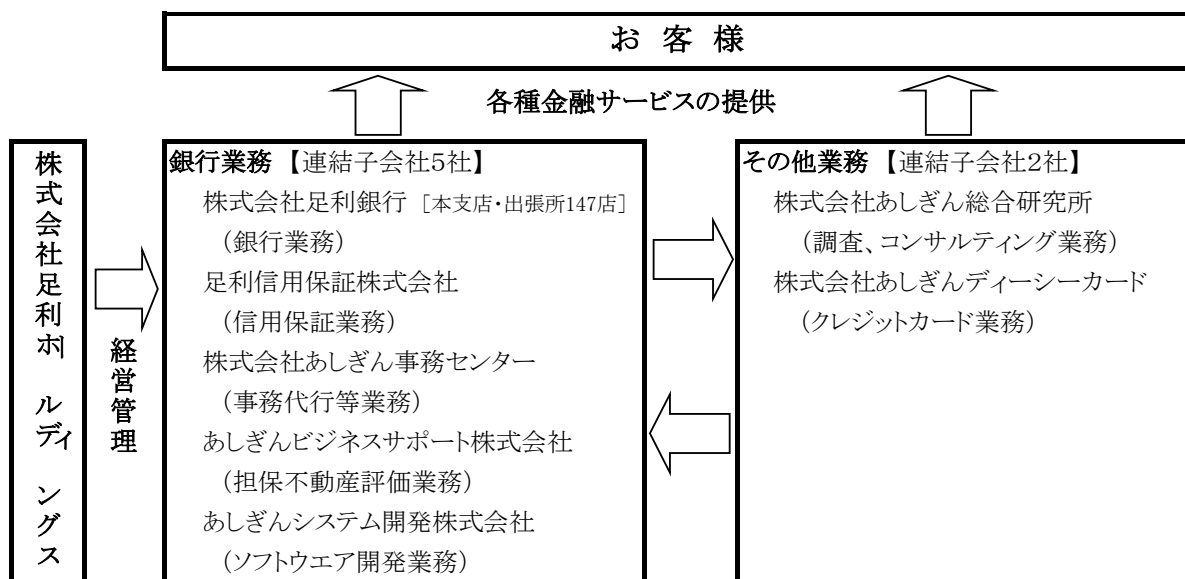 お 客 様
各種金融サービスの提供
株式会社足利ホールディングス
経営管理
銀行業務 【連結子会社5社】
株式会社足利銀行 [本支店・出張所147店]
(銀行業務)
足利信用保証株式会社
(信用保証業務)
株式会社あしぎん事務センター
(事務代行等業務)
あしぎんビジネスサポート株式会社
(担保不動産評価業務)
あしぎんシステム開発株式会社
(ソフトウエア開発業務)
その他業務 【連結子会社2社】
株式会社あしぎん総合研究所
(調査、コンサルティング業務)
株式会社あしぎんディーシーカード
(クレジットカード業務)